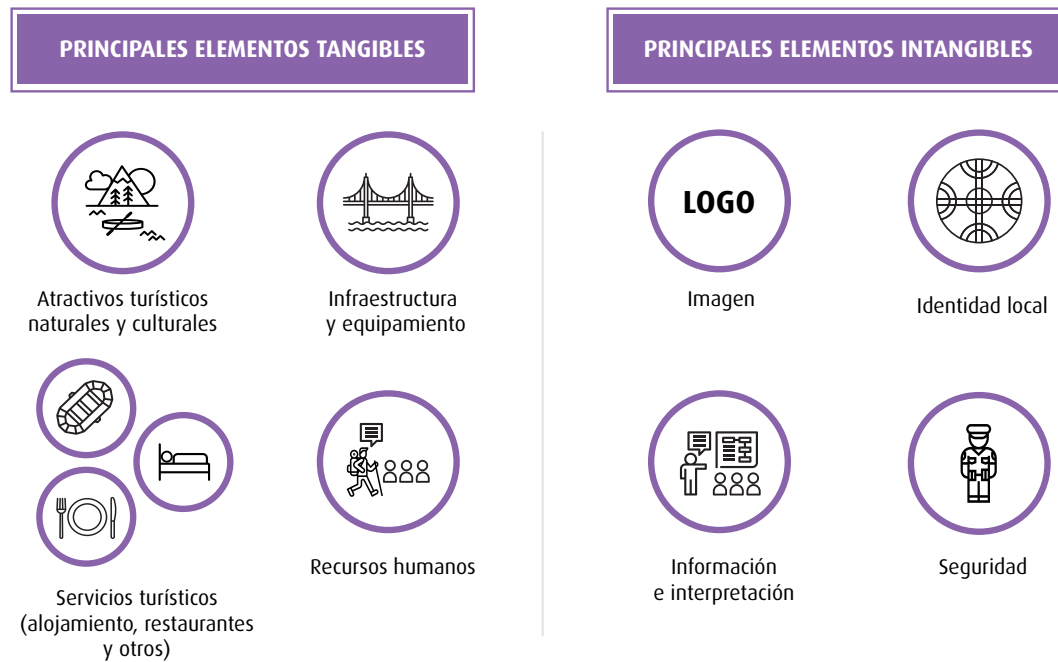 PRINCIPALES ELEMENTOS TANGIBLES
Atractivos turísticos
naturales y culturales
Infraestructura
y equipamiento
Servicios turísticos
(alojamiento, restaurantes
y otros)
Recursos humanos
PRINCIPALES ELEMENTOS INTANGIBLES
LOGO
Imagen
Identidad local
Información
e interpretación
Seguridad